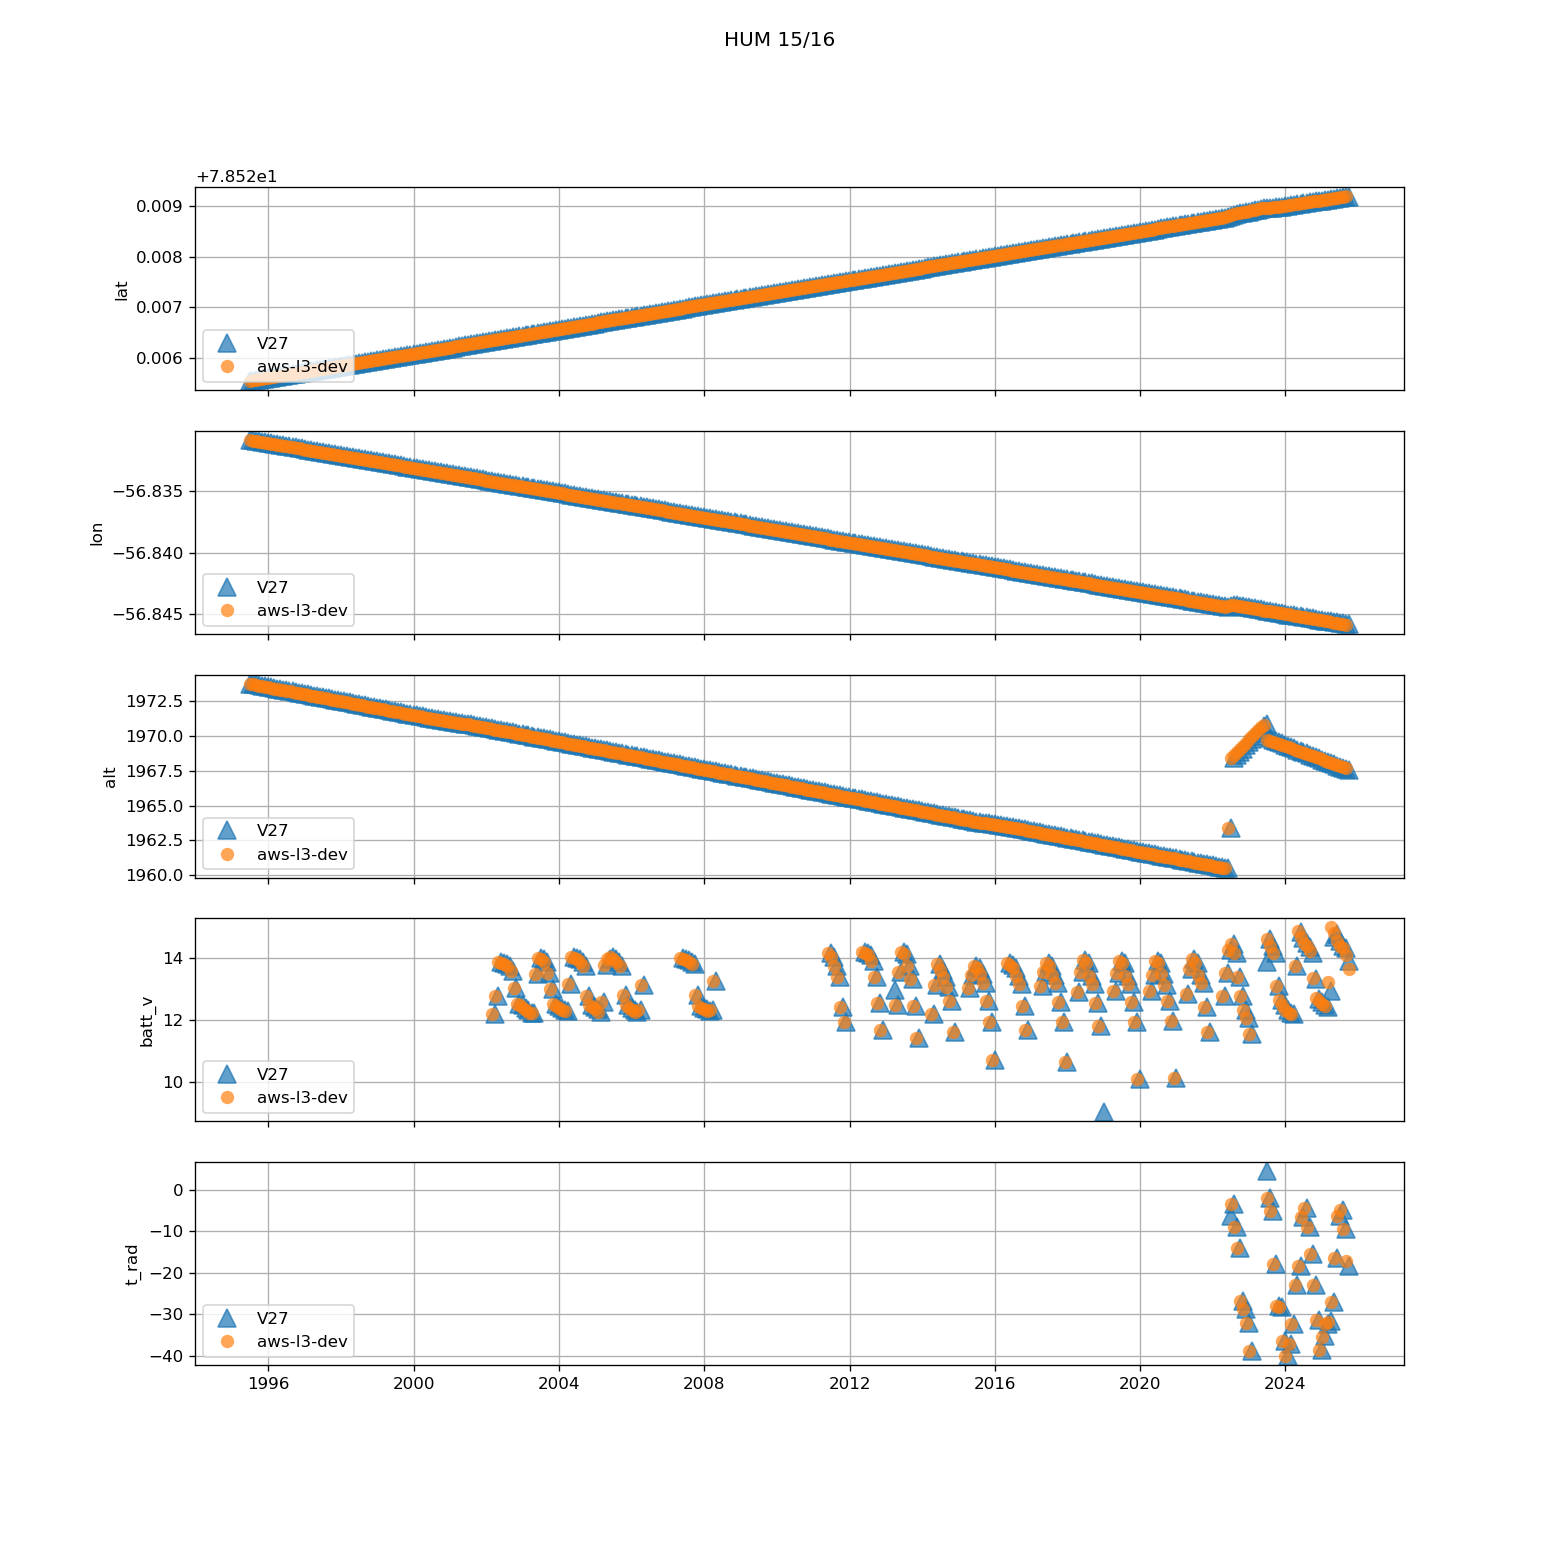 HUM 15/16
+7.852e1
0.009
0.008
0.007
0.006
lat
V27
aws-l3-dev
−56.835
−56.840
−56.845
lon
V27
aws-l3-dev
1972.5
1970.0
1967.5
1965.0
1962.5
1960.0
alt
V27
aws-l3-dev
14
12
10
batt_v
V27
aws-l3-dev
0
−10
−20
−30
−40
t_rad
V27
aws-l3-dev
1996 2000 2004 2008 2012 2016 2020 2024